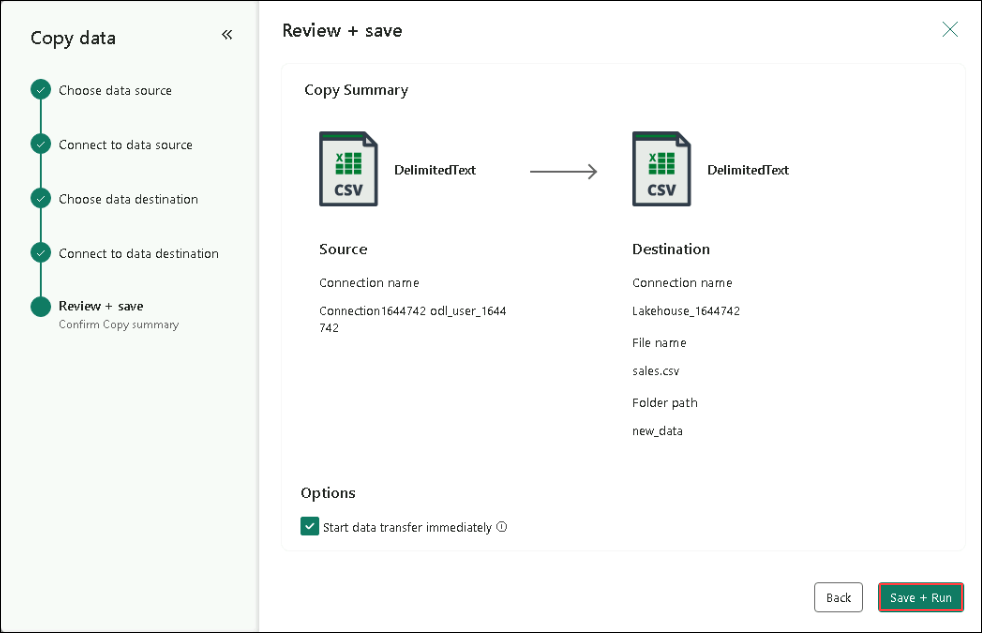 Copy data
«
Choose data source
Connect to data source
Choose data destination
Connect to data destination
Review + save
Confirm Copy summary
Review + save
Copy Summary
CSV
DelimitedText
CSV
DelimitedText
Source
Connection name
Connection1644742 odl_user_1644
742
Destination
Connection name
Lakehouse_1644742
File name
sales.csv
Folder path
new_data
Options
Start data transfer immediately
Back
Save + Run